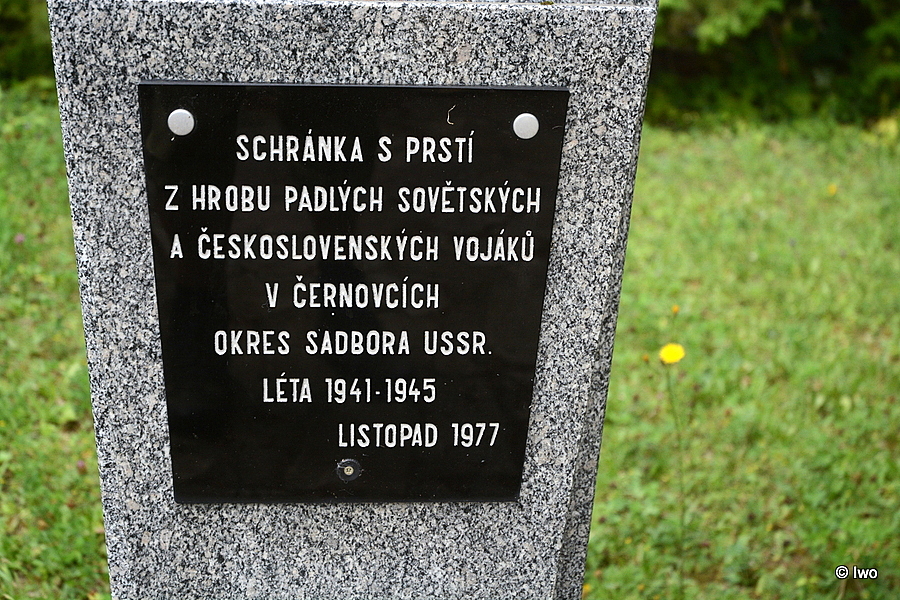 SCHRÁNKA S PRSTÍ
Z HROBU PADLÝCH SOVĚTSKÝCH
A ČESKOSLOVENSKÝCH VOJÁKŮ
V ČERNOVCÍCH
OKRES SADBORA USSR.
LÉTA 1941-1945
LISTOPAD 1977
© Iwo